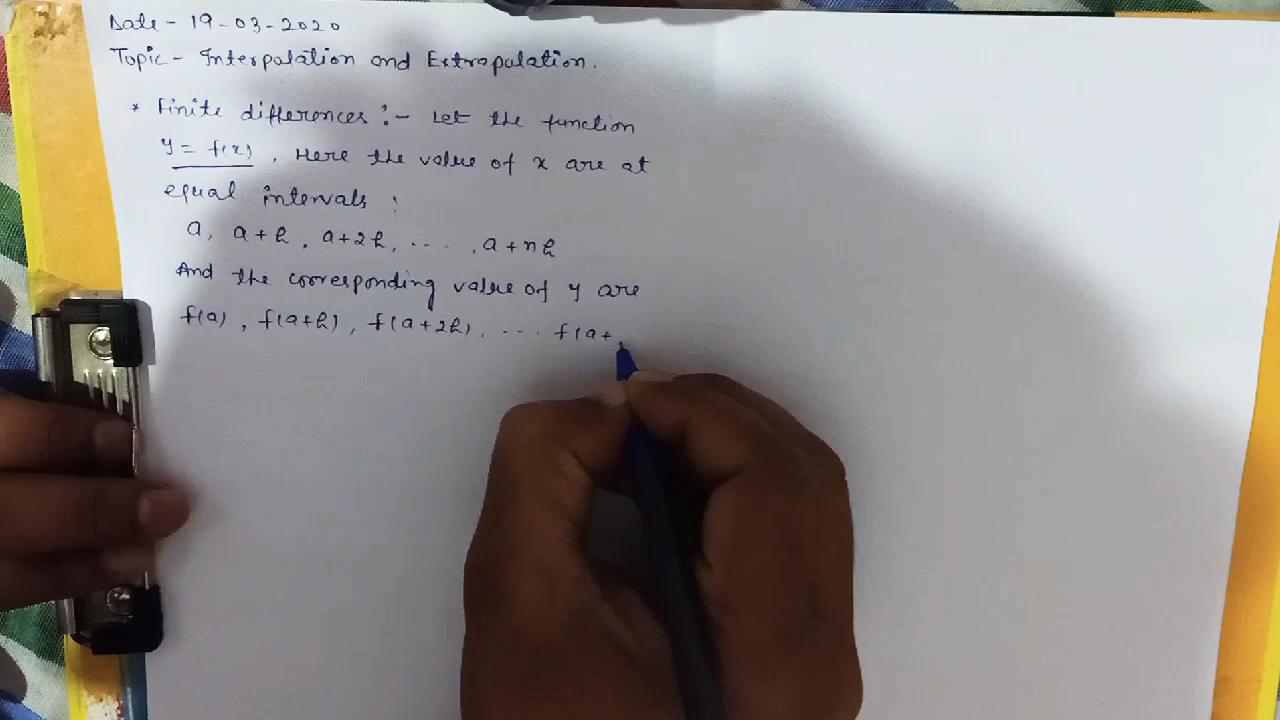 Date - 19-03-2020
Topic - Interpolation and Extrapolation.
* Finite differences :- Let the function
y = f(x). Here the value of x are at
equal intervals :
a, a+h, a+2h, ...., a+nh
And the corresponding value of y are
f(a), f(a+h), f(a+2h), .... f(a+